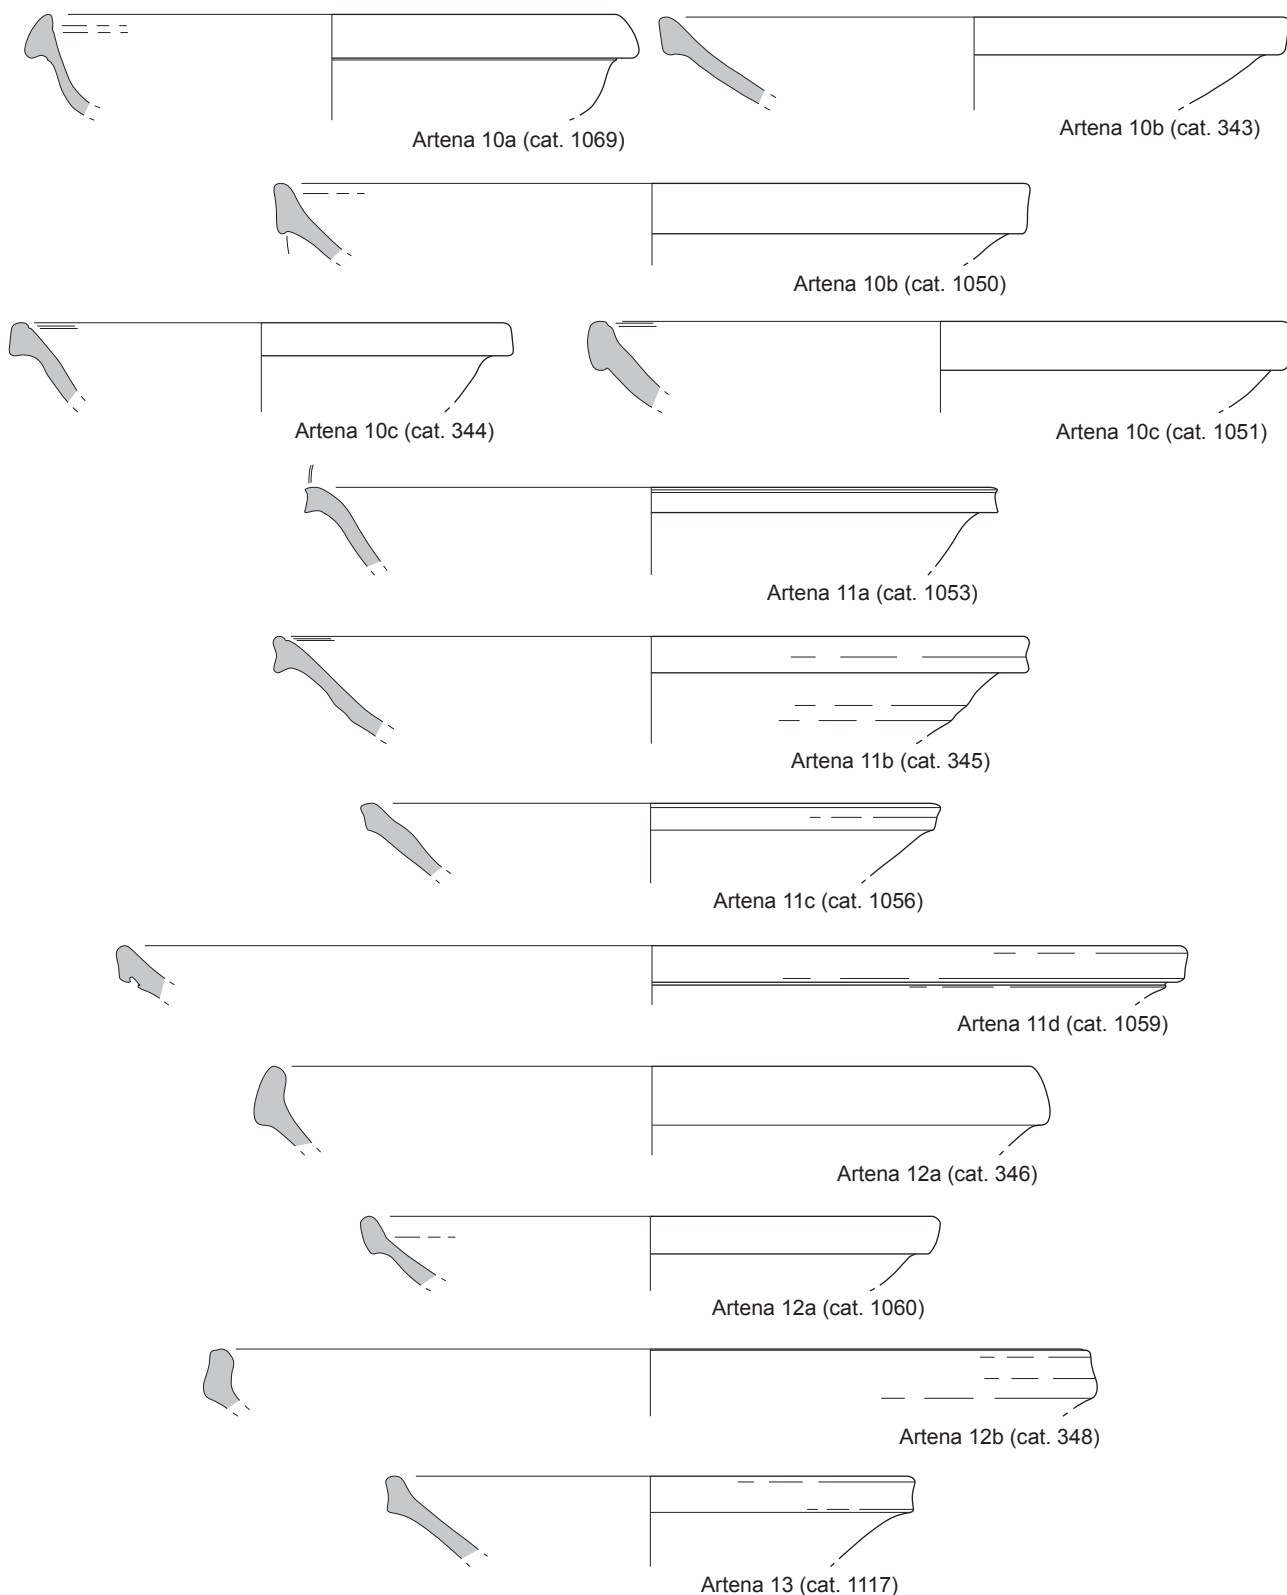 Artena 10a (cat. 1069)
Artena 10b (cat. 343)
Artena 10b (cat. 1050)
Artena 10c (cat. 344)
Artena 10c (cat. 1051)
Artena 11a (cat. 1053)
Artena 11b (cat. 345)
Artena 11c (cat. 1056)
Artena 11d (cat. 1059)
Artena 12a (cat. 346)
Artena 12a (cat. 1060)
Artena 12b (cat. 348)
Artena 13 (cat. 1117)